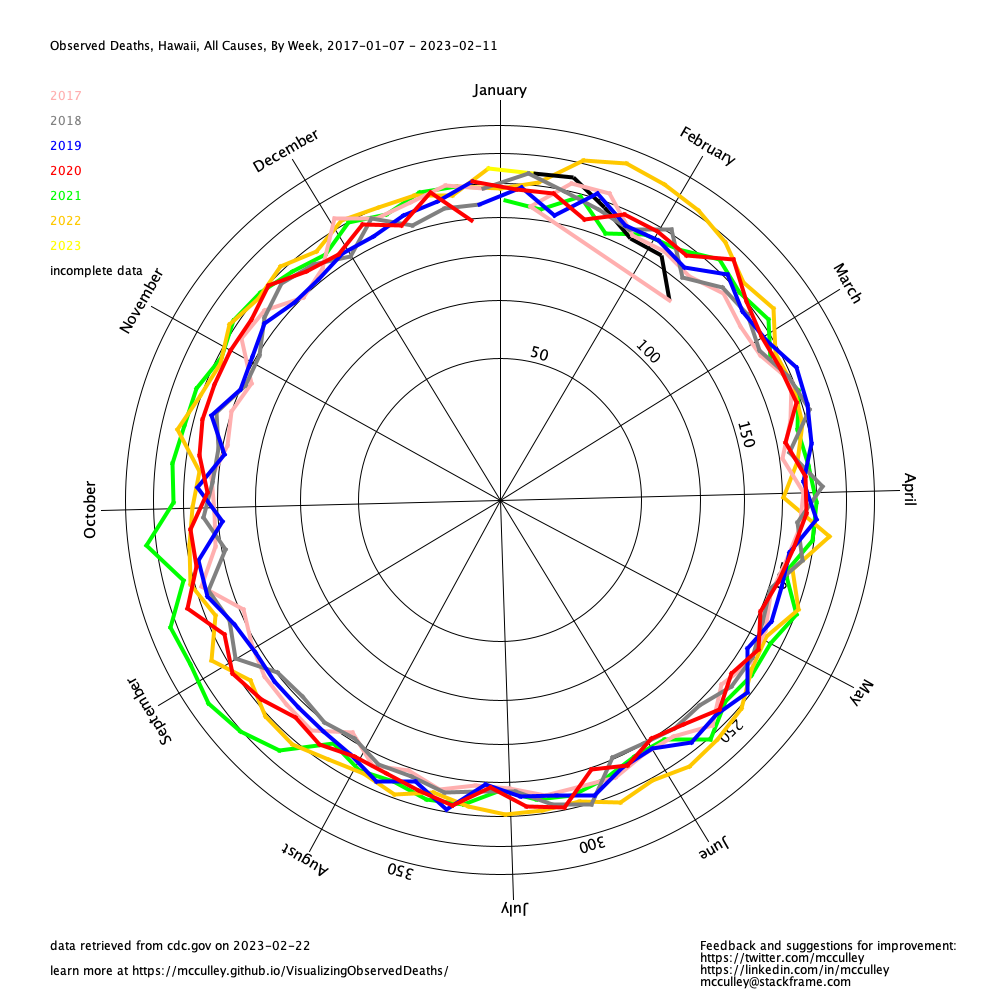 Observed Deaths, Hawaii, All Causes, By Week, 2017-01-07 - 2023-02-11
2017
2018
2019
2020
2021
2022
2023
incomplete data
January
February
March
April
May
June
July
August
September
October
November
December
50
100
150
250
300
350
data retrieved from cdc.gov on 2023-02-22
learn more at https://mcculley.github.io/VisualizingObservedDeaths/
Feedback and suggestions for improvement:
https://twitter.com/mcculley
https://linkedin.com/in/mcculley
mcculley@stackframe.com